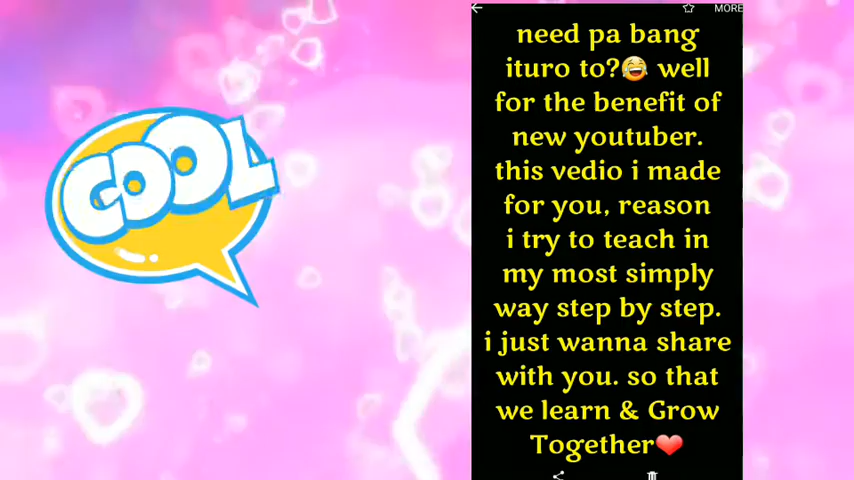 COOL
MORE
need pa bang
ituro to?😂 well
for the benefit of
new youtuber.
this vedio i made
for you, reason
i try to teach in
my most simply
way step by step.
i just wanna share
with you. so that
we learn & Grow
Together❤️